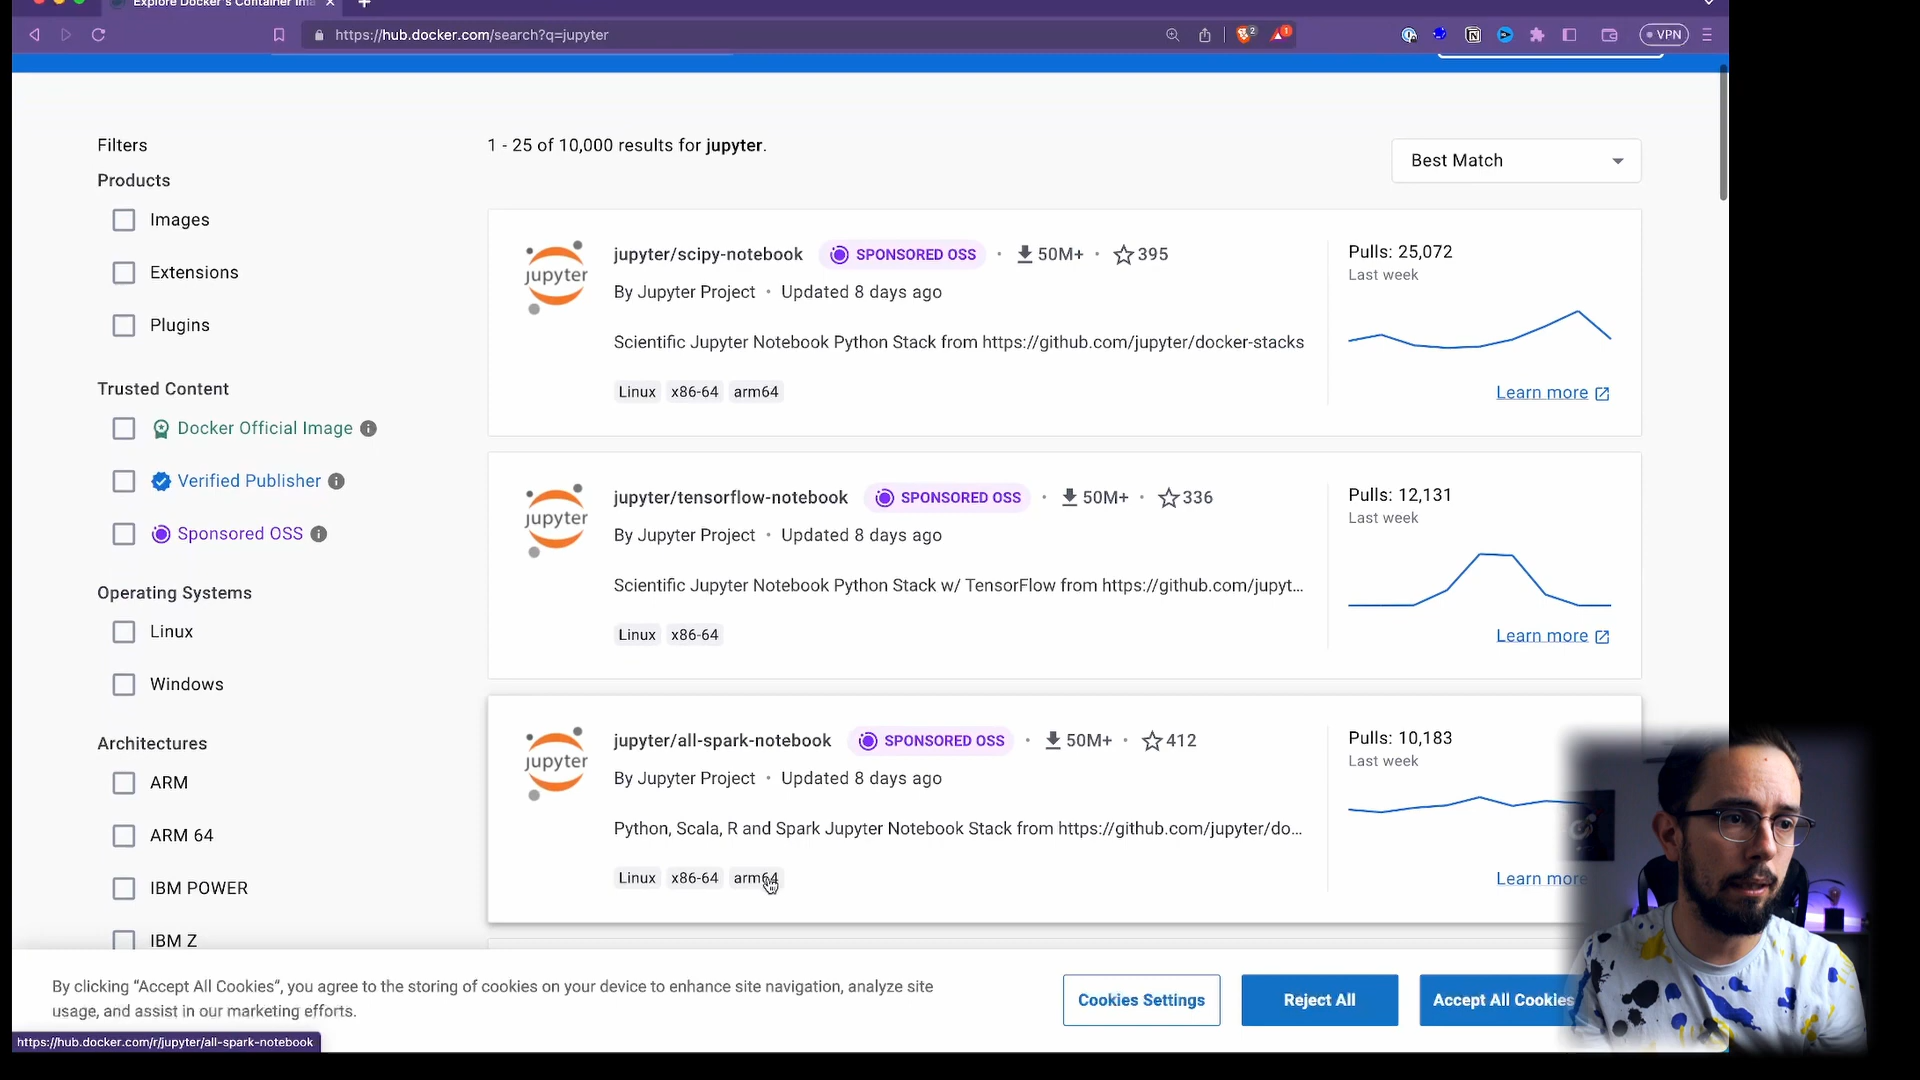 Explore Docker's Container Ima
https://hub.docker.com/search?q=jupyter
2
1
VPN
Filters
Products
Images
Extensions
Plugins
Trusted Content
Docker Official Image
Verified Publisher
Sponsored OSS
Operating Systems
Linux
Windows
Architectures
ARM
ARM 64
IBM POWER
IBM Z
1 - 25 of 10,000 results for jupyter.
Best Match
jupyter
jupyter/scipy-notebook SPONSORED OSS · 50M+ · 395
By Jupyter Project · Updated 8 days ago
Scientific Jupyter Notebook Python Stack from https://github.com/jupyter/docker-stacks
Linux x86-64 arm64
Pulls: 25,072
Last week
Learn more
jupyter
jupyter/tensorflow-notebook SPONSORED OSS · 50M+ · 336
By Jupyter Project · Updated 8 days ago
Scientific Jupyter Notebook Python Stack w/ TensorFlow from https://github.com/jupyt...
Linux x86-64
Pulls: 12,131
Last week
Learn more
jupyter
jupyter/all-spark-notebook SPONSORED OSS · 50M+ · 412
By Jupyter Project · Updated 8 days ago
Python, Scala, R and Spark Jupyter Notebook Stack from https://github.com/jupyter/do...
Linux x86-64 arm64
Pulls: 10,183
Last week
Learn more
By clicking “Accept All Cookies”, you agree to the storing of cookies on your device to enhance site navigation, analyze site
usage, and assist in our marketing efforts.
Cookies Settings
Reject All
Accept All Cookies
https://hub.docker.com/r/jupyter/all-spark-notebook